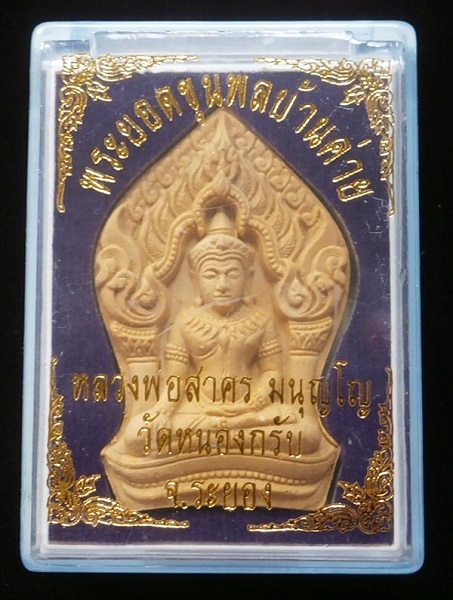 พระยอดขุนพลบ้านค่าย
หลวงพ่อสาคร มนุญโญ
วัดหนองกรับ
จ.ระยอง